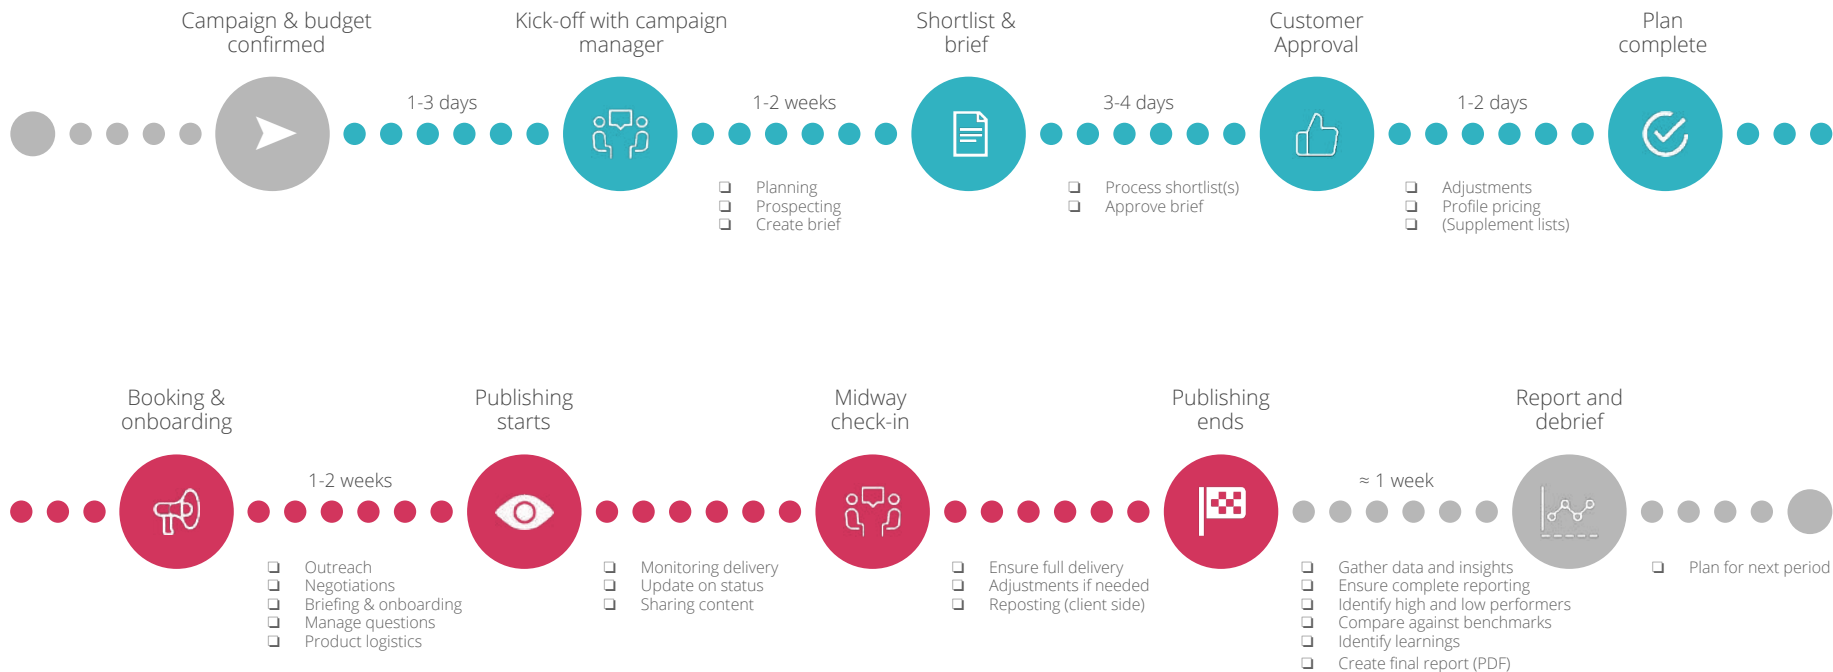 Campaign & budget
confirmed
Kick-off with campaign
manager
Shortlist &
brief
Customer
Approval
Plan
complete
1-3 days
1-2 weeks
3-4 days
1-2 days
❏ Planning
❏ Prospecting
❏ Create brief
❏ Process shortlist(s)
❏ Approve brief
❏ Adjustments
❏ Profile pricing
❏ (Supplement lists)
Booking &
onboarding
Publishing
starts
Midway
check-in
Publishing
ends
Report and
debrief
1-2 weeks
≈ 1 week
❏ Outreach
❏ Negotiations
❏ Briefing & onboarding
❏ Manage questions
❏ Product logistics
❏ Monitoring delivery
❏ Update on status
❏ Sharing content
❏ Ensure full delivery
❏ Adjustments if needed
❏ Reposting (client side)
❏ Gather data and insights
❏ Ensure complete reporting
❏ Identify high and low performers
❏ Compare against benchmarks
❏ Identify learnings
❏ Create final report (PDF)
❏ Plan for next period